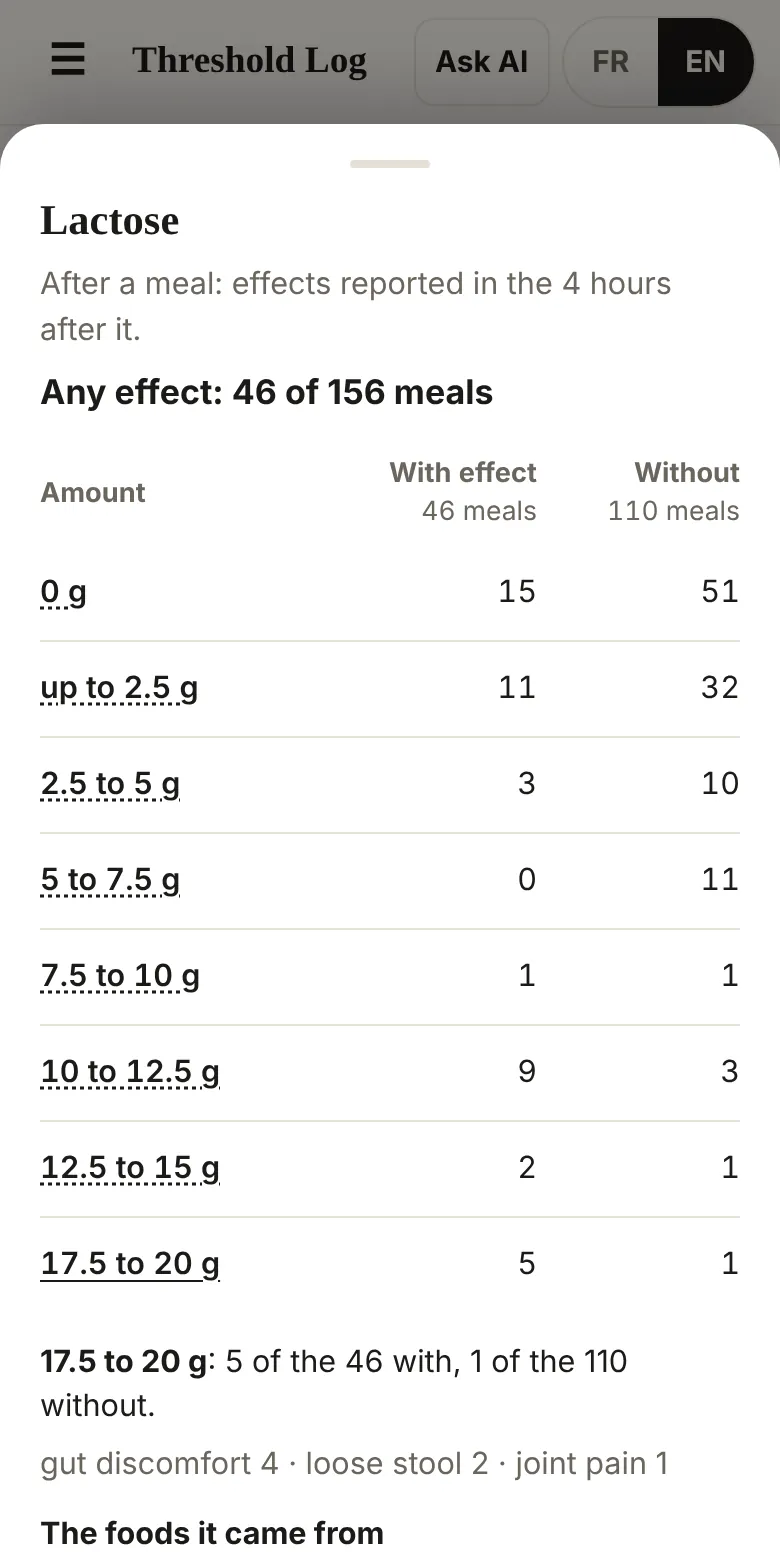 ☰ Threshold Log Ask AI FR EN
Lactose
After a meal: effects reported in the 4 hours
after it.
Any effect: 46 of 156 meals
Amount With effect Without
46 meals 110 meals
0 g 15 51
up to 2.5 g 11 32
2.5 to 5 g 3 10
5 to 7.5 g 0 11
7.5 to 10 g 1 1
10 to 12.5 g 9 3
12.5 to 15 g 2 1
17.5 to 20 g 5 1
17.5 to 20 g: 5 of the 46 with, 1 of the 110
without.
gut discomfort 4 · loose stool 2 · joint pain 1
The foods it came from